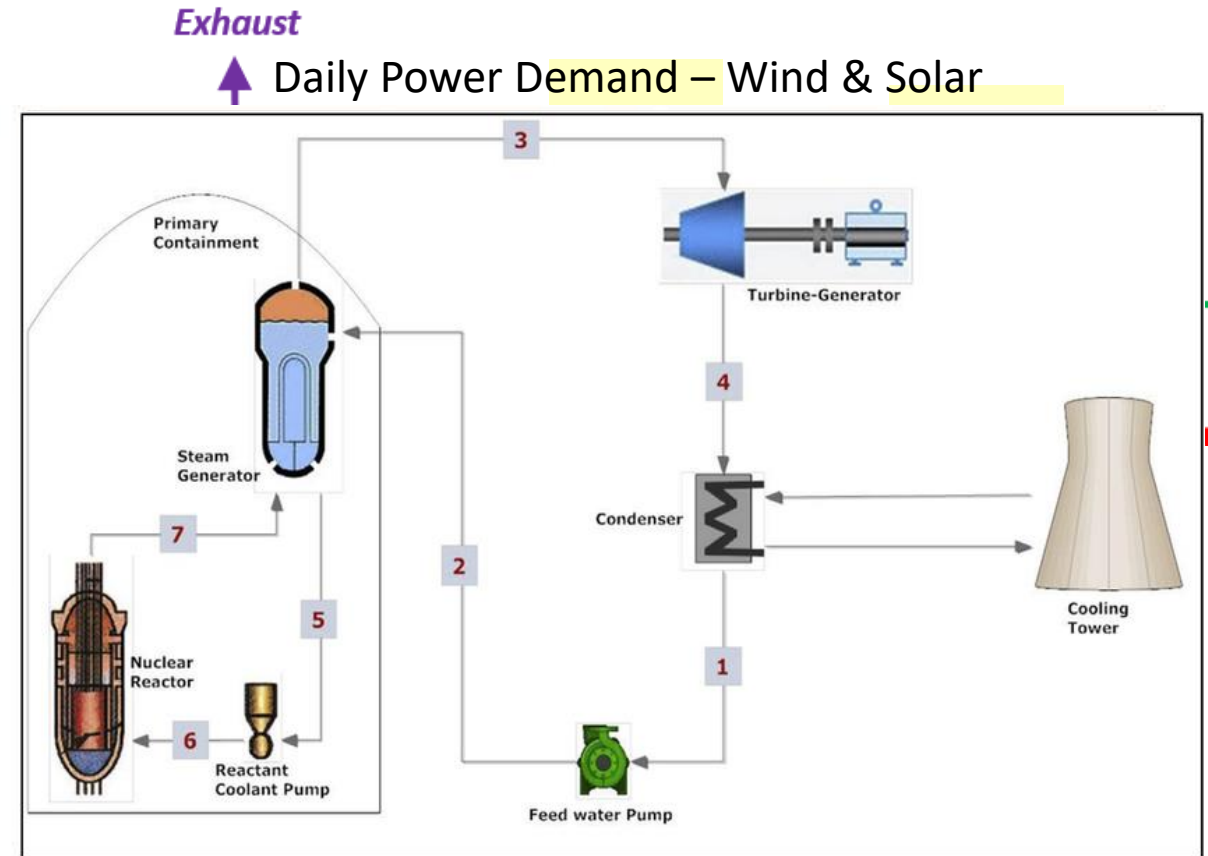 Exhaust
Daily Power Demand – Wind & Solar
3
Primary
Containment
Turbine-Generator
4
Steam
Generator
Condenser
7
2
5
Cooling
Tower
1
Nuclear
Reactor
6
Reactant
Coolant Pump
Feed water Pump